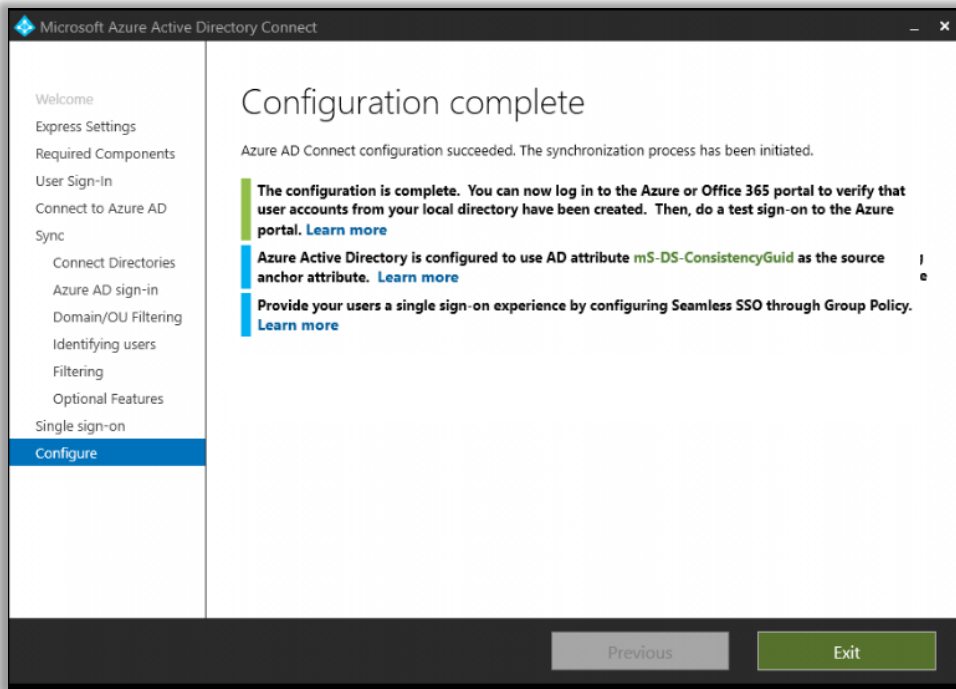 Microsoft Azure Active Directory Connect
Welcome
Express Settings
Required Components
User Sign-In
Connect to Azure AD
Sync
Connect Directories
Azure AD sign-in
Domain/OU Filtering
Identifying users
Filtering
Optional Features
Single sign-on
Configure
Configuration complete
Azure AD Connect configuration succeeded. The synchronization process has been initiated.
The configuration is complete. You can now log in to the Azure or Office 365 portal to verify that
user accounts from your local directory have been created. Then, do a test sign-on to the Azure
portal. Learn more
Azure Active Directory is configured to use AD attribute mS-DS-ConsistencyGuid as the source
anchor attribute. Learn more
Provide your users a single sign-on experience by configuring Seamless SSO through Group Policy.
Learn more
Previous
Exit